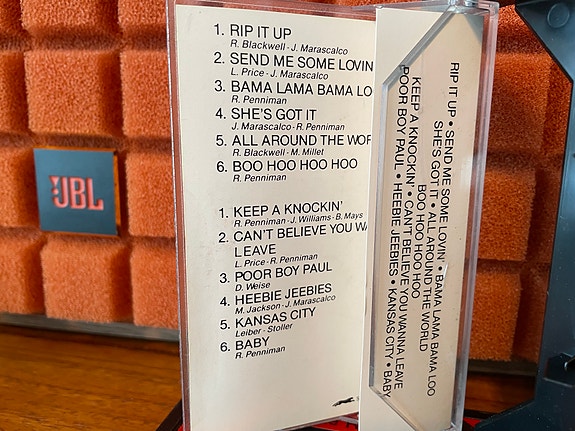 JBL
1. RIP IT UP
R. Blackwell - J. Marascalco
2. SEND ME SOME LOVIN
L. Price - J. Marascalco
3. BAMA LAMA BAMA LO
R. Penniman
4. SHE'S GOT IT
J. Marascalco - R. Penniman
5. ALL AROUND THE WOR
R. Blackwell - M. Millet
6. BOO HOO HOO HOO
R. Penniman
1. KEEP A KNOCKIN'
R. Penniman - J. Williams - B. Mays
2. CAN'T BELIEVE YOU WA
LEAVE
L. Price - R. Penniman
3. POOR BOY PAUL
D. Weise
4. HEEBIE JEEBIES
M. Jackson - J. Marascalco
5. KANSAS CITY
Leiber - Stoller
6. BABY
R. Penniman
RIP IT UP • SEND ME SOME LOVIN' • BAMA LAMA BAMA LOO
SHE'S GOT IT • ALL AROUND THE WORLD
BOO HOO HOO HOO
KEEP A KNOCKIN' • CAN'T BELIEVE YOU WANNA LEAVE
POOR BOY PAUL • HEEBIE JEEBIES • KANSAS CITY • BABY